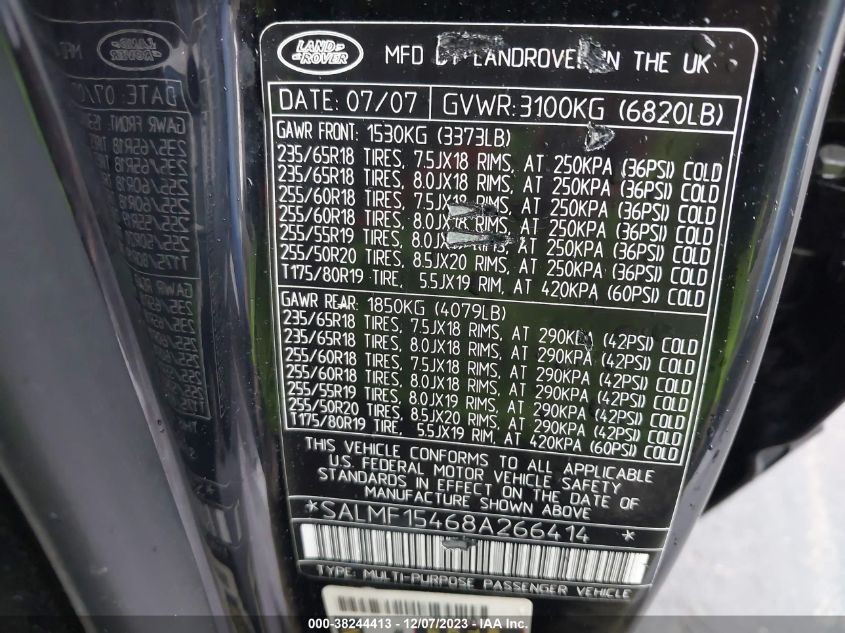 LAND
ROVER
MFD BY LANDROVER IN THE UK
DATE: 07/07 GVWR: 3100KG (6820LB)
GAWR FRONT: 1530KG (3373LB)
235/65R18 TIRES, 7.5JX18 RIMS, AT 250KPA (36PSI) COLD
235/65R18 TIRES, 8.0JX18 RIMS, AT 250KPA (36PSI) COLD
255/60R18 TIRES, 7.5JX18 RIMS, AT 250KPA (36PSI) COLD
255/60R18 TIRES, 8.0JX18 RIMS, AT 250KPA (36PSI) COLD
255/55R19 TIRES, 8.0JX19 RIMS, AT 250KPA (36PSI) COLD
255/50R20 TIRES, 8.5JX20 RIMS, AT 250KPA (36PSI) COLD
T175/80R19 TIRE, 5.5JX19 RIM, AT 420KPA (60PSI) COLD
GAWR REAR: 1850KG (4079LB)
235/65R18 TIRES, 7.5JX18 RIMS, AT 290KPA (42PSI) COLD
235/65R18 TIRES, 8.0JX18 RIMS, AT 290KPA (42PSI) COLD
255/60R18 TIRES, 7.5JX18 RIMS, AT 290KPA (42PSI) COLD
255/60R18 TIRES, 8.0JX18 RIMS, AT 290KPA (42PSI) COLD
255/55R19 TIRES, 8.0JX19 RIMS, AT 290KPA (42PSI) COLD
255/50R20 TIRES, 8.5JX20 RIMS, AT 290KPA (42PSI) COLD
T175/80R19 TIRE, 5.5JX19 RIM, AT 420KPA (60PSI) COLD
THIS VEHICLE CONFORMS TO ALL APPLICABLE
U.S. FEDERAL MOTOR VEHICLE SAFETY
STANDARDS IN EFFECT ON THE DATE OF
MANUFACTURE SHOWN ABOVE
*SALMF15468A266414 *
TYPE: MULTI-PURPOSE PASSENGER VEHICLE
000-38244413 - 12/07/2023 - IAA, Inc.